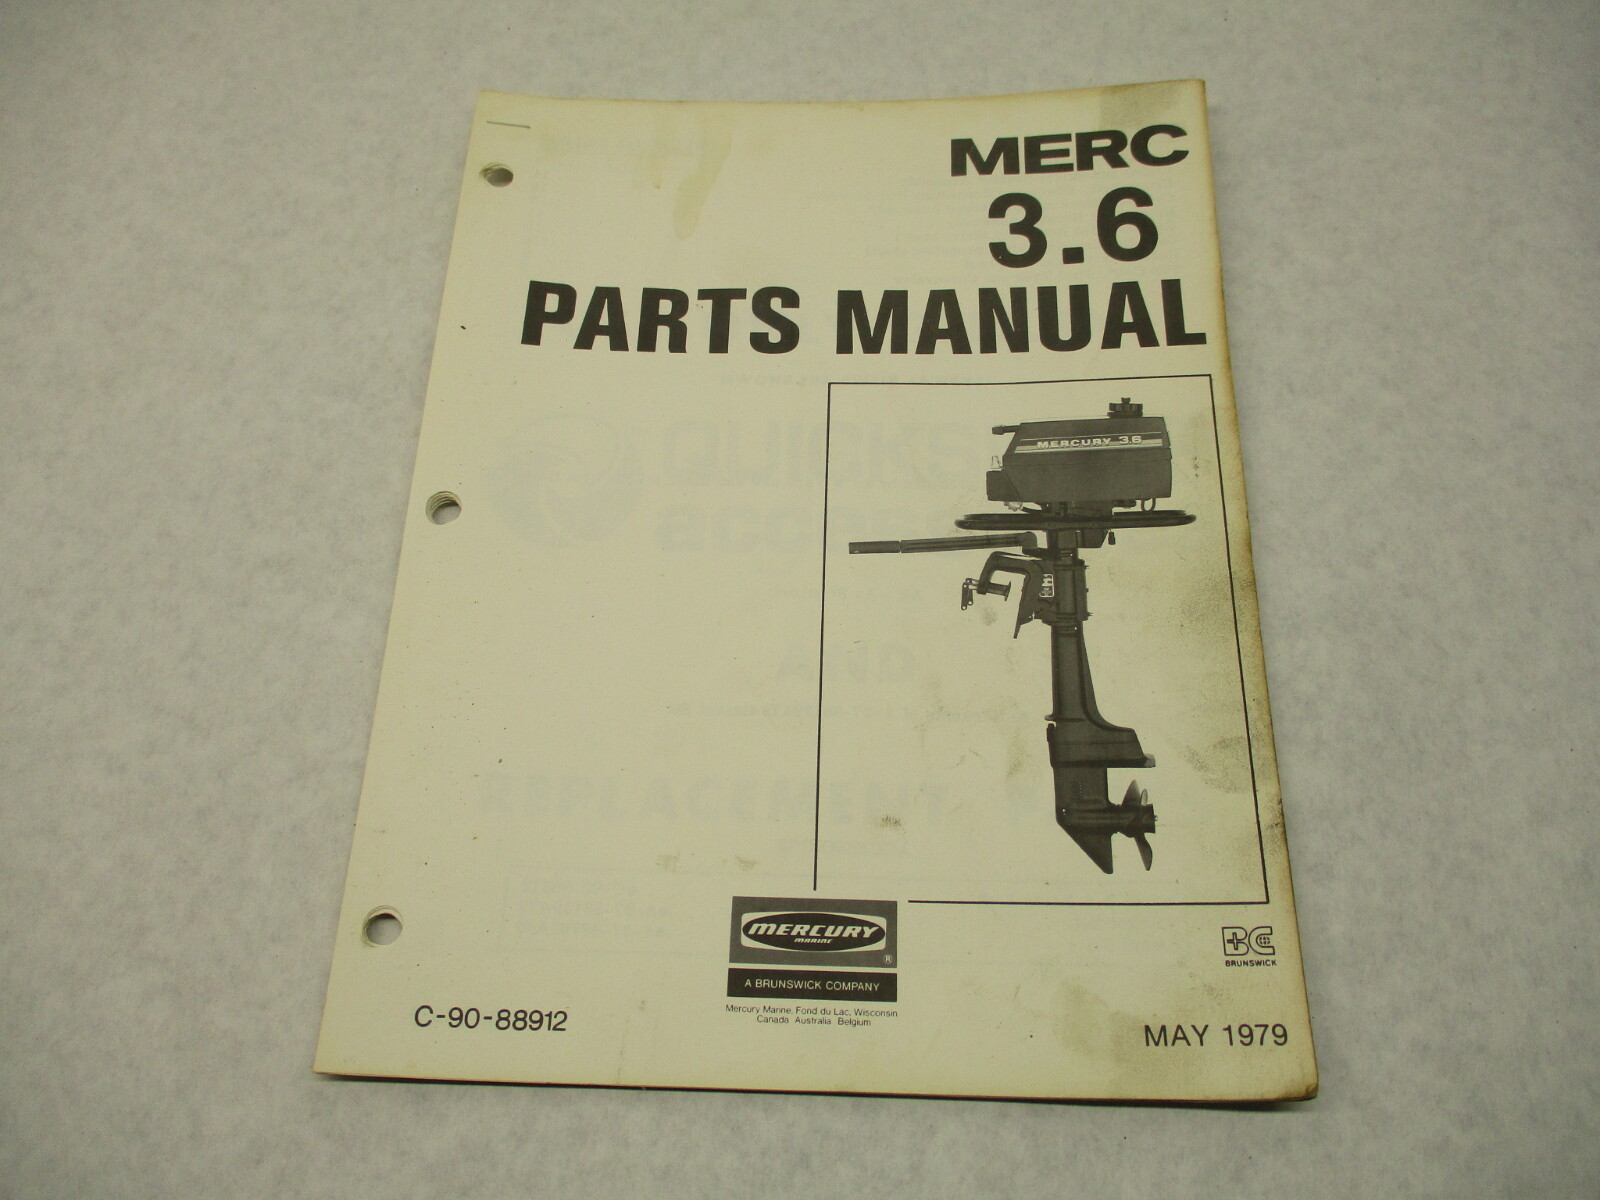 MERC
3.6
PARTS MANUAL
MERCURY 3.6
MERCURY
MARINE
®
A BRUNSWICK COMPANY
Mercury Marine, Fond du Lac, Wisconsin
Canada Australia Belgium
BC
BRUNSWICK
C-90-88912
MAY 1979